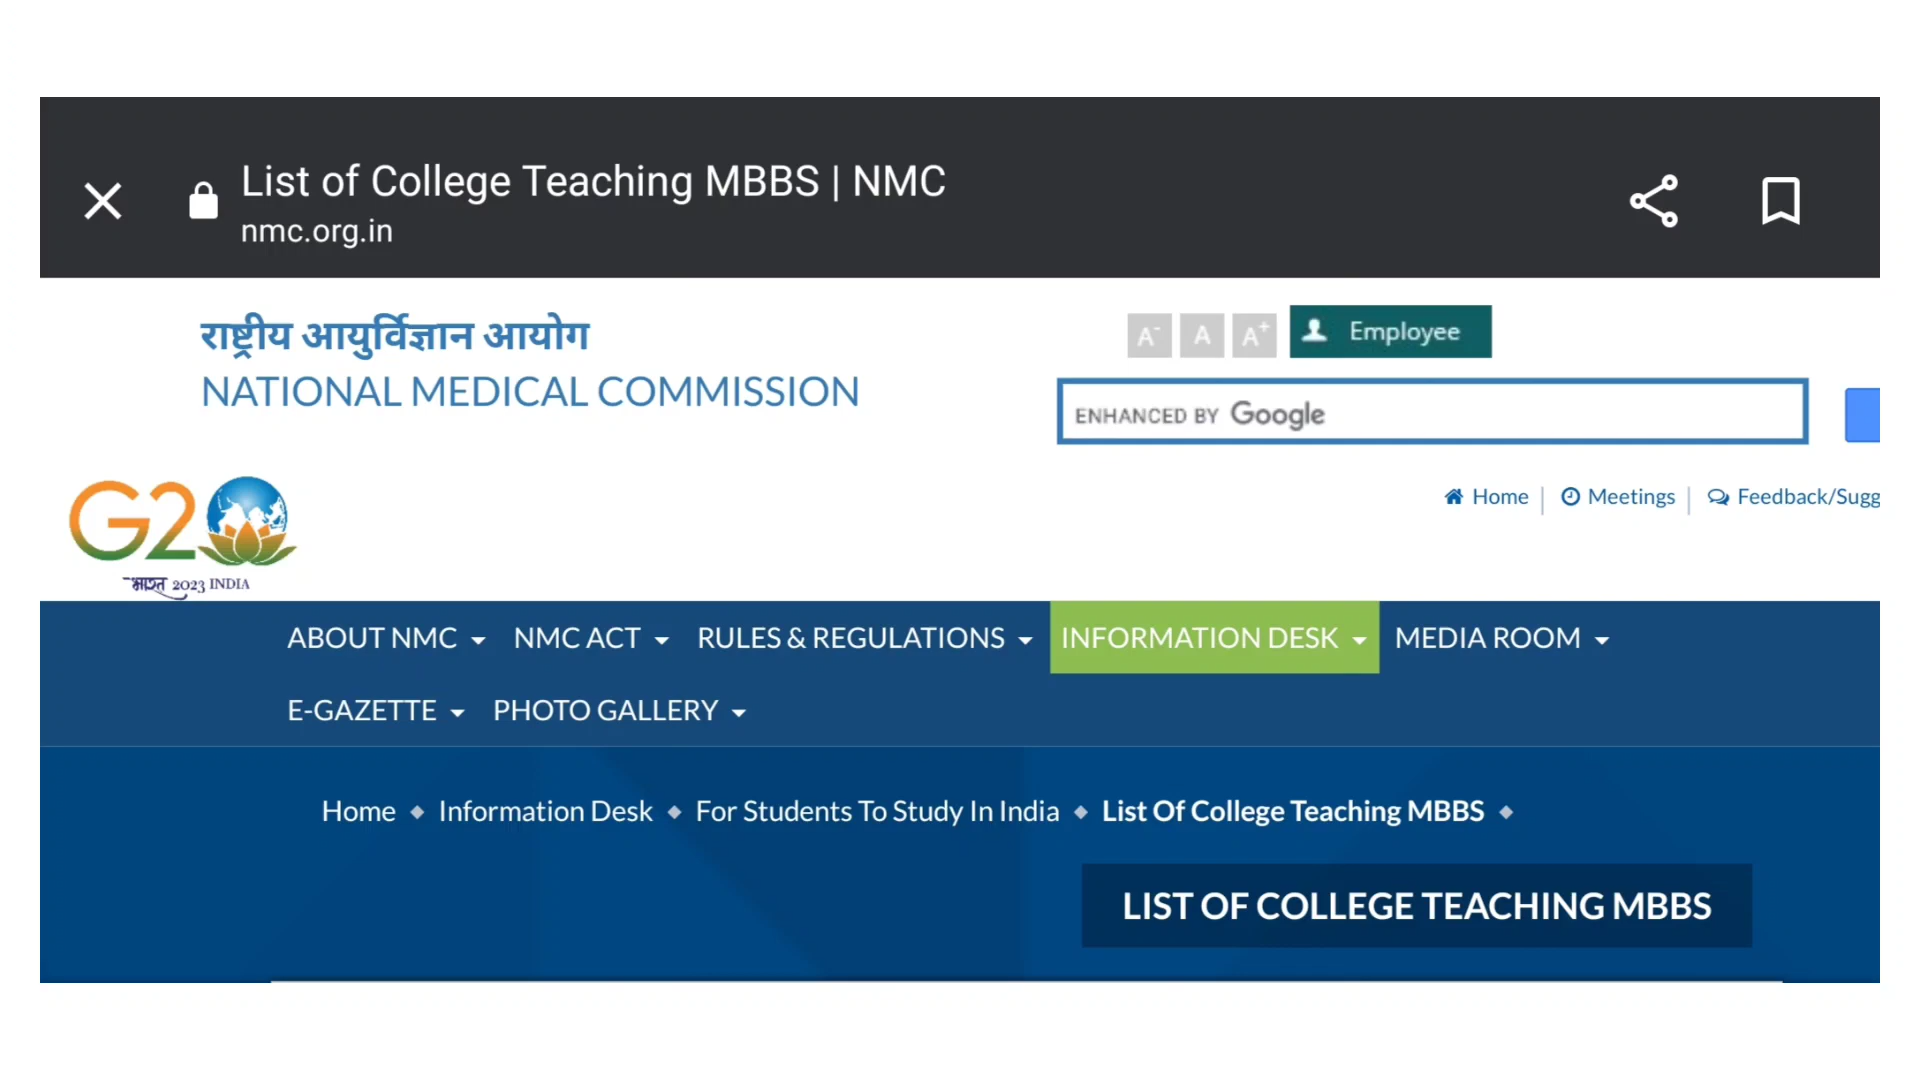 List of College Teaching MBBS | NMC
nmc.org.in
राष्ट्रीय आयुर्विज्ञान आयोग
NATIONAL MEDICAL COMMISSION
A- A A+ Employee
ENHANCED BY Google
Home Meetings Feedback/Sugg
G20
भारत 2023 INDIA
ABOUT NMC NMC ACT RULES & REGULATIONS INFORMATION DESK MEDIA ROOM
E-GAZETTE PHOTO GALLERY
Home Information Desk For Students To Study In India List Of College Teaching MBBS
LIST OF COLLEGE TEACHING MBBS